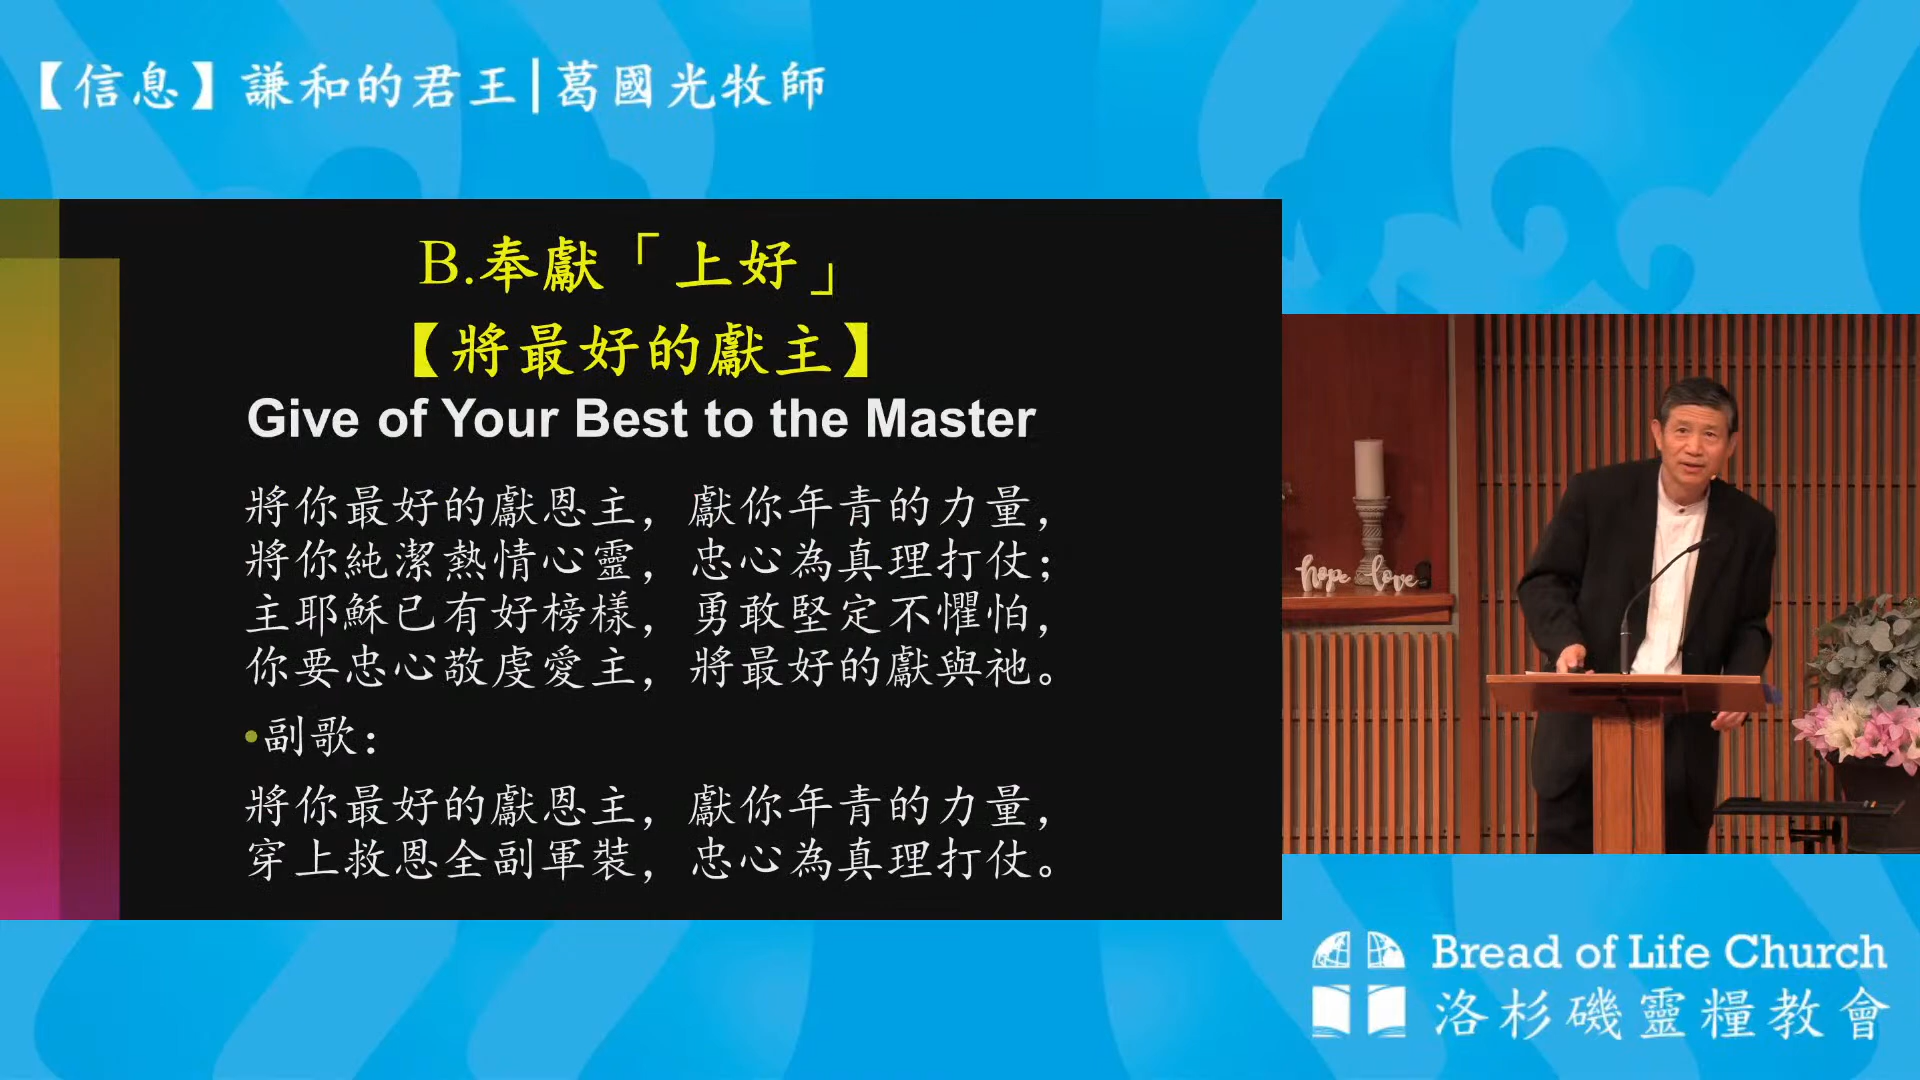 【信息】謙和的君王|葛國光牧師
B.奉獻「上好」
【將最好的獻主】
Give of Your Best to the Master
將你最好的獻恩主，獻你年青的力量，
將你純潔熱情心靈，忠心為真理打仗；
主耶穌已有好榜樣，勇敢堅定不懼怕，
你要忠心敬虔愛主，將最好的獻與祂。
•副歌：
將你最好的獻恩主，獻你年青的力量，
穿上救恩全副軍裝，忠心為真理打仗。
hope love
Bread of Life Church
洛杉磯靈糧教會